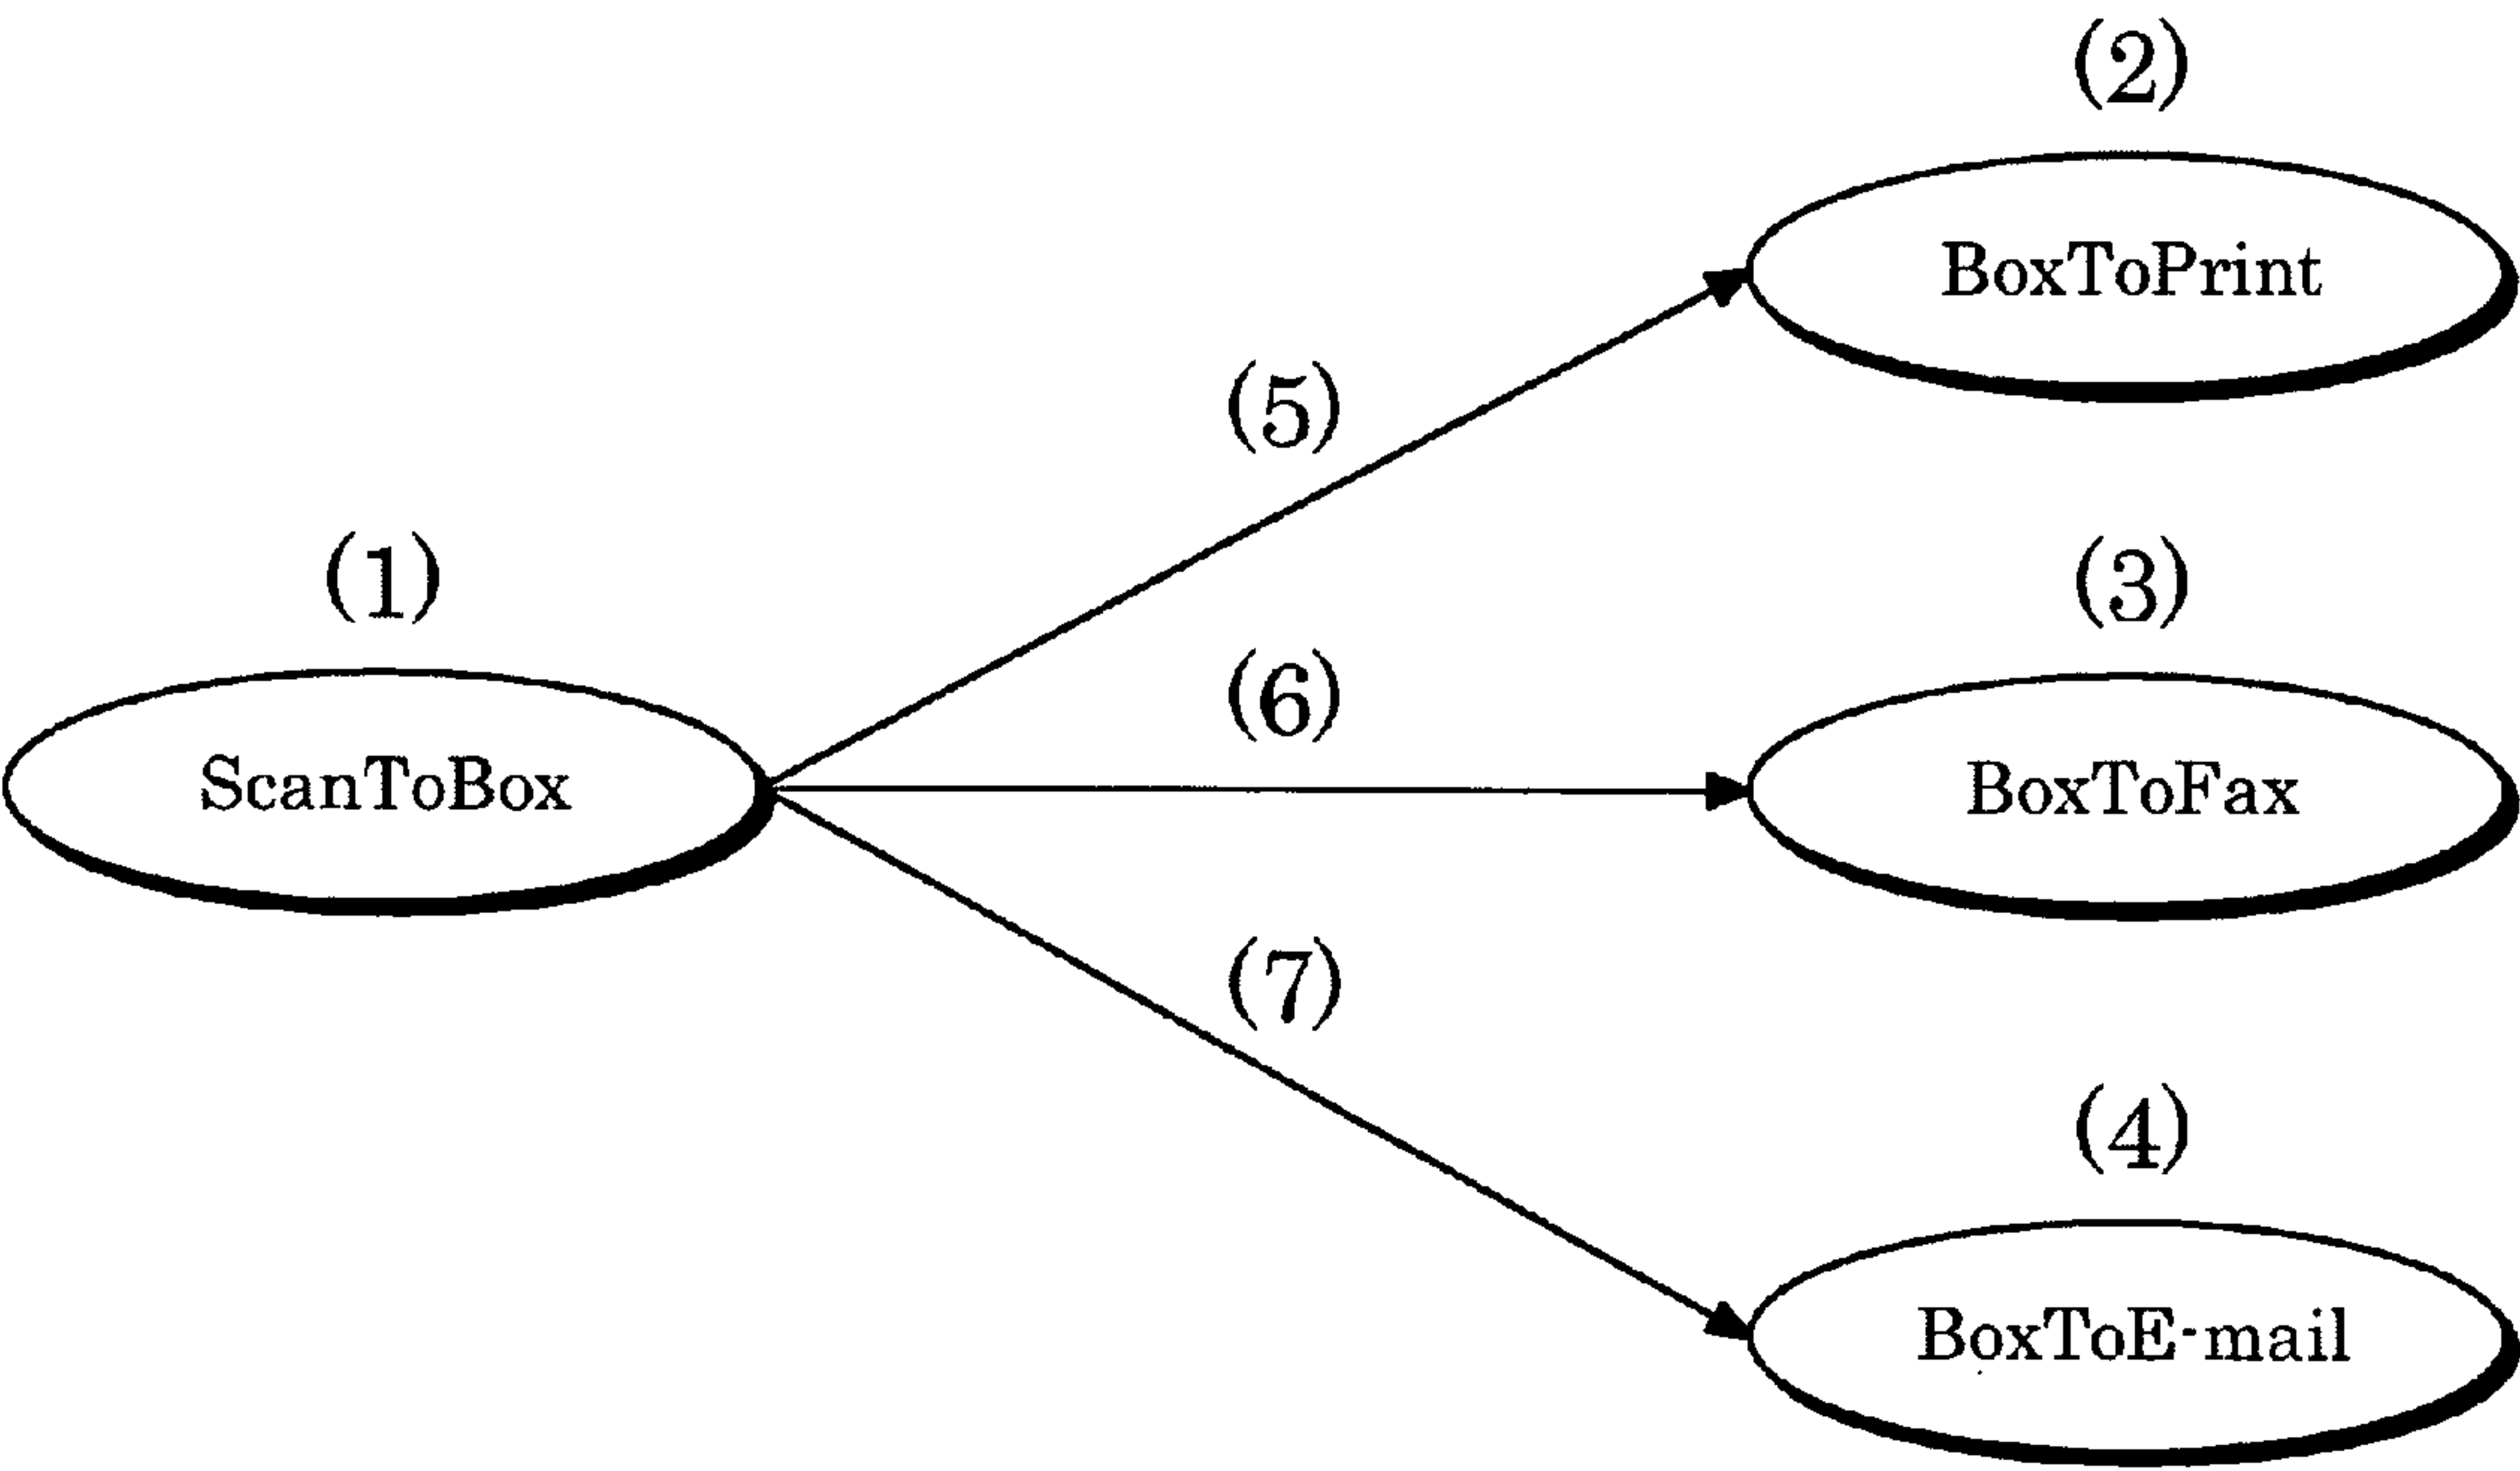 (2)
BoxToPrint
(5)
(1)
ScanToBox
(6)
(3)
BoxToFax
(7)
(4)
BoxToE-mail